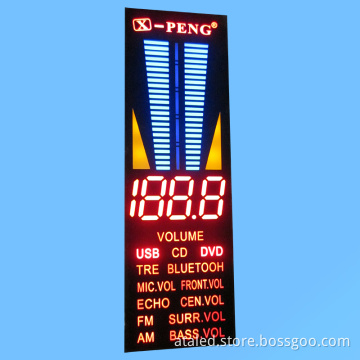 X-PENG®
188.8
VOLUME
USB CD DVD
TRE BLUETOOH
MIC.VOL FRONT.VOL
ECHO CEN.VOL
FM SURR.VOL
AM BASS.VOL
ataled.store.bossgoo.com